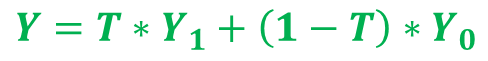 Y = T * Y₁ + (1 − T) * Y₀